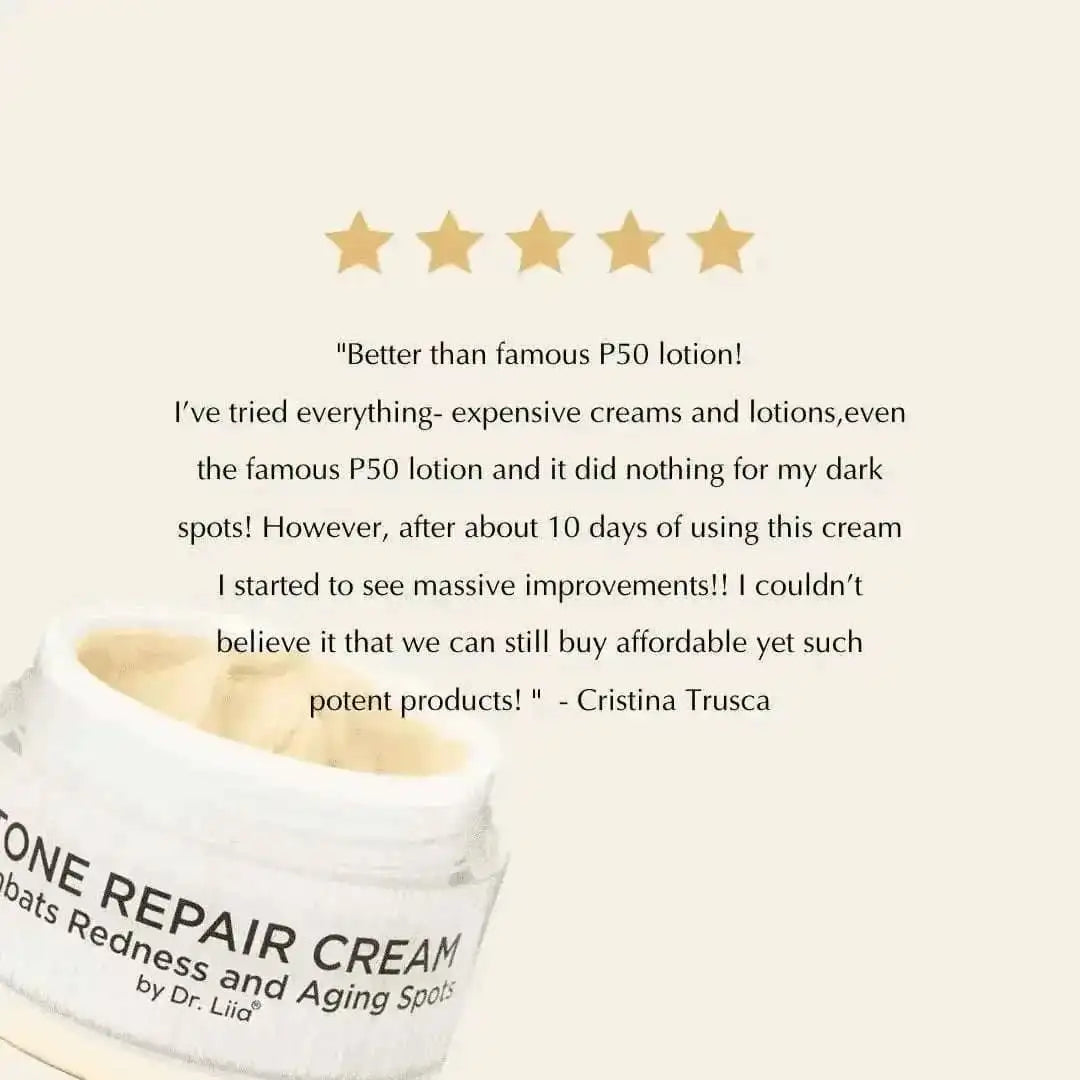 "Better than famous P50 lotion!
I’ve tried everything- expensive creams and lotions,even
the famous P50 lotion and it did nothing for my dark
spots! However, after about 10 days of using this cream
I started to see massive improvements!! I couldn’t
believe it that we can still buy affordable yet such
potent products! "  - Cristina Trusca
TONE REPAIR CREAM
bats Redness and Aging Spots
by Dr. Liia®